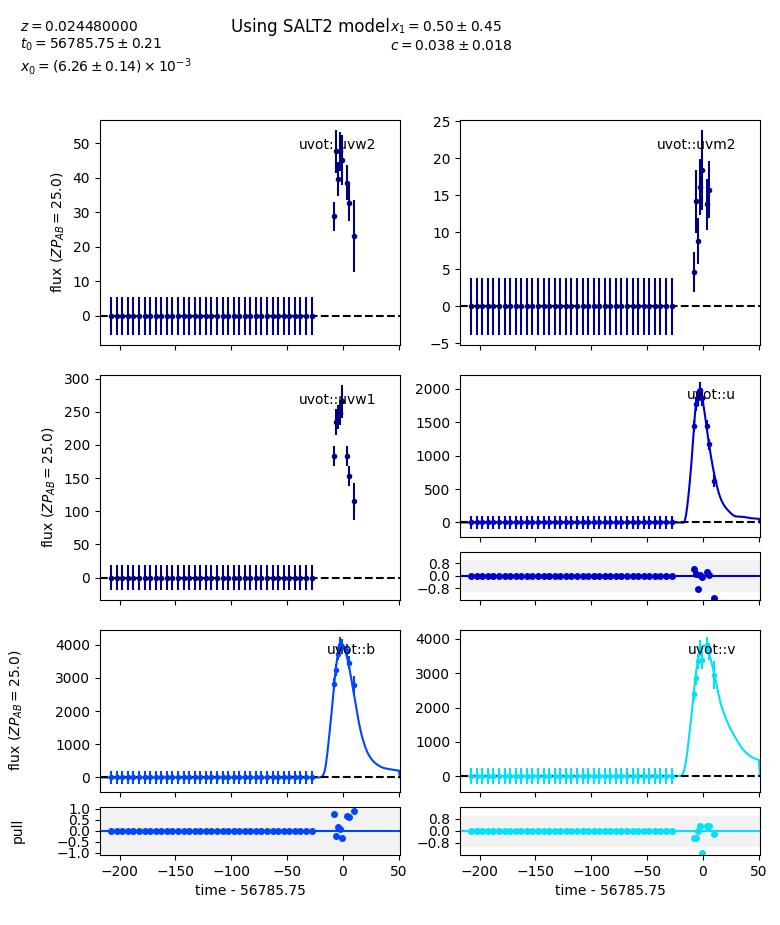 z = 0.024480000
Using SALT2 model
x₁ = 0.50 ± 0.45
t₀ = 56785.75 ± 0.21
c = 0.038 ± 0.018
x₀ = (6.26 ± 0.14) × 10⁻³
uvot::uvw2
50
40
30
20
10
0
flux (ZP_AB = 25.0)
uvot::uvm2
25
20
15
10
5
0
−5
uvot::uvw1
300
250
200
150
100
50
0
flux (ZP_AB = 25.0)
uvot::u
2000
1500
1000
500
0
0.8
0.0
−0.8
uvot::b
4000
3000
2000
1000
0
flux (ZP_AB = 25.0)
uvot::v
4000
3000
2000
1000
0
1.0
0.5
0.0
−0.5
−1.0
pull
−200 −150 −100 −50 0 50
time - 56785.75
0.8
0.0
−0.8
−200 −150 −100 −50 0 50
time - 56785.75